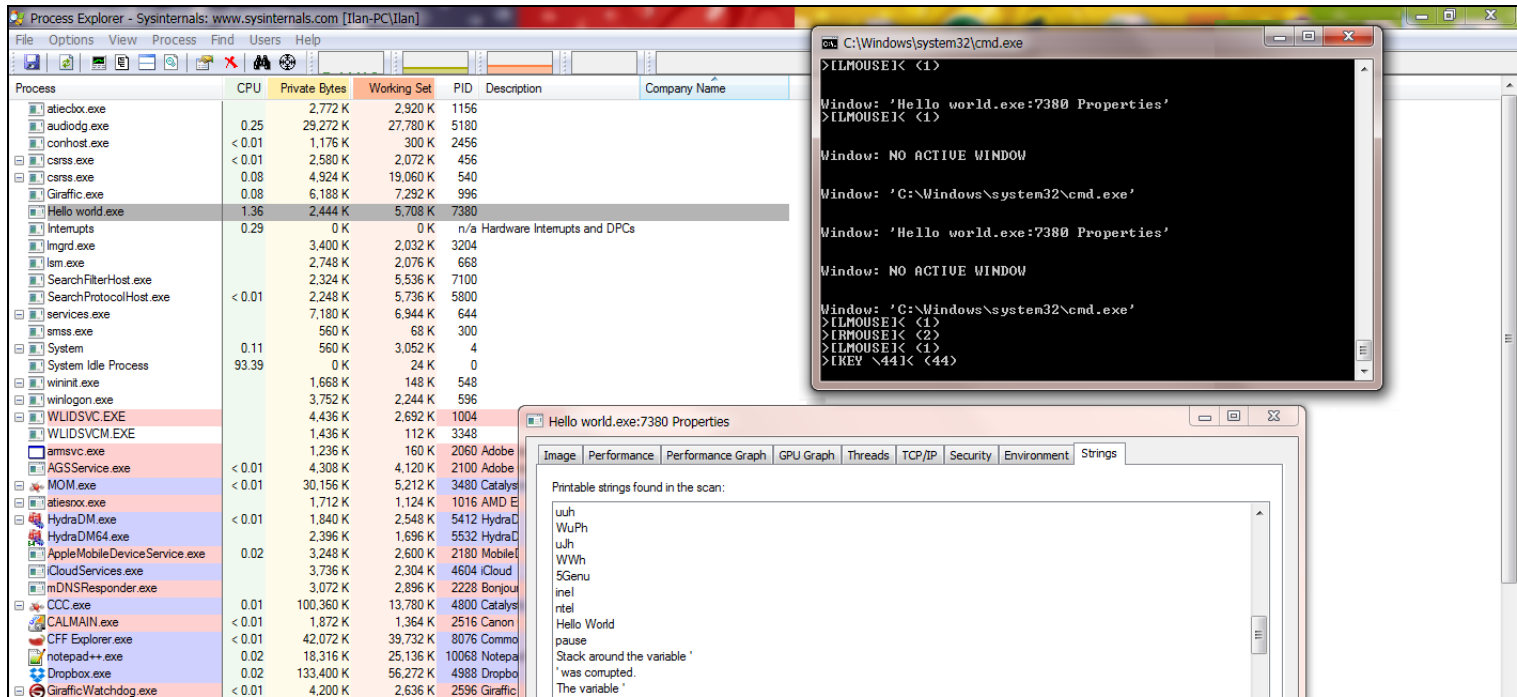 Process Explorer - Sysinternals: www.sysinternals.com [Ilan-PC\Ilan]
File Options View Process Find Users Help
Process CPU Private Bytes Working Set PID Description Company Name
atieclxx.exe 2,772 K 2,920 K 1156
audiodg.exe 0.25 29,272 K 27,780 K 5180
conhost.exe < 0.01 1,176 K 300 K 2456
csrss.exe < 0.01 2,580 K 2,072 K 456
csrss.exe 0.08 4,924 K 19,060 K 540
Giraffic.exe 0.08 6,188 K 7,292 K 996
Hello world.exe 1.36 2,444 K 5,708 K 7380
Interrupts 0.29 0 K 0 K n/a Hardware Interrupts and DPCs
lmgrd.exe 3,400 K 2,032 K 3204
lsm.exe 2,748 K 2,076 K 668
SearchFilterHost.exe 2,324 K 5,536 K 7100
SearchProtocolHost.exe < 0.01 2,248 K 5,736 K 5800
services.exe 7,180 K 6,944 K 644
smss.exe 560 K 68 K 300
System 0.11 560 K 3,052 K 4
System Idle Process 93.39 0 K 24 K 0
wininit.exe 1,668 K 148 K 548
winlogon.exe 3,752 K 2,244 K 596
WLIDSVC.EXE 4,436 K 2,692 K 1004
WLIDSVCM.EXE 1,436 K 112 K 3348
armsvc.exe 1,236 K 160 K 2060 Adobe
AGSService.exe < 0.01 4,308 K 4,120 K 2100 Adobe
MOM.exe < 0.01 30,156 K 5,212 K 3480 Catalys
atiesrxx.exe 1,712 K 1,124 K 1016 AMD E
HydraDM.exe < 0.01 1,840 K 2,548 K 5412 HydraD
HydraDM64.exe 2,396 K 1,696 K 5532 HydraD
AppleMobileDeviceService.exe 0.02 3,248 K 2,600 K 2180 MobileD
iCloudServices.exe 3,736 K 2,304 K 4604 iCloud
mDNSResponder.exe 3,072 K 2,896 K 2228 Bonjour
CCC.exe 0.01 100,360 K 13,780 K 4800 Catalys
CALMAIN.exe < 0.01 1,872 K 1,364 K 2516 Canon
CFF Explorer.exe < 0.01 42,072 K 39,732 K 8076 Commo
notepad++.exe 0.02 18,316 K 25,136 K 10068 Notepa
Dropbox.exe 0.02 133,400 K 56,272 K 4988 Dropbo
GirafficWatchdog.exe < 0.01 4,200 K 2,636 K 2596 Giraffic
C:\Windows\system32\cmd.exe
>[LMOUSE]< (1)
Window: 'Hello world.exe:7380 Properties'
>[LMOUSE]< (1)
Window: NO ACTIVE WINDOW
Window: 'C:\Windows\system32\cmd.exe'
Window: 'Hello world.exe:7380 Properties'
Window: NO ACTIVE WINDOW
Window: 'C:\Windows\system32\cmd.exe'
>[LMOUSE]< (1)
>[RMOUSE]< (2)
>[LMOUSE]< (1)
>[KEY \44]< (44)
Hello world.exe:7380 Properties
Image Performance Performance Graph GPU Graph Threads TCP/IP Security Environment Strings
Printable strings found in the scan:
uuh
WuPh
uJh
WWh
5Genu
ineI
ntel
Hello World
pause
Stack around the variable '
' was corrupted.
The variable '